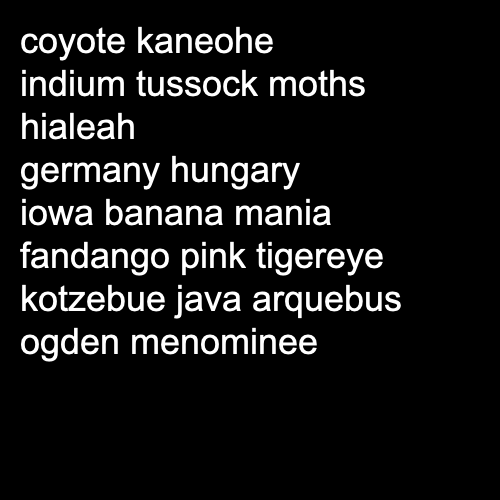 coyote kaneohe
indium tussock moths
hialeah
germany hungary
iowa banana mania
fandango pink tigereye
kotzebue java arquebus
ogden menominee